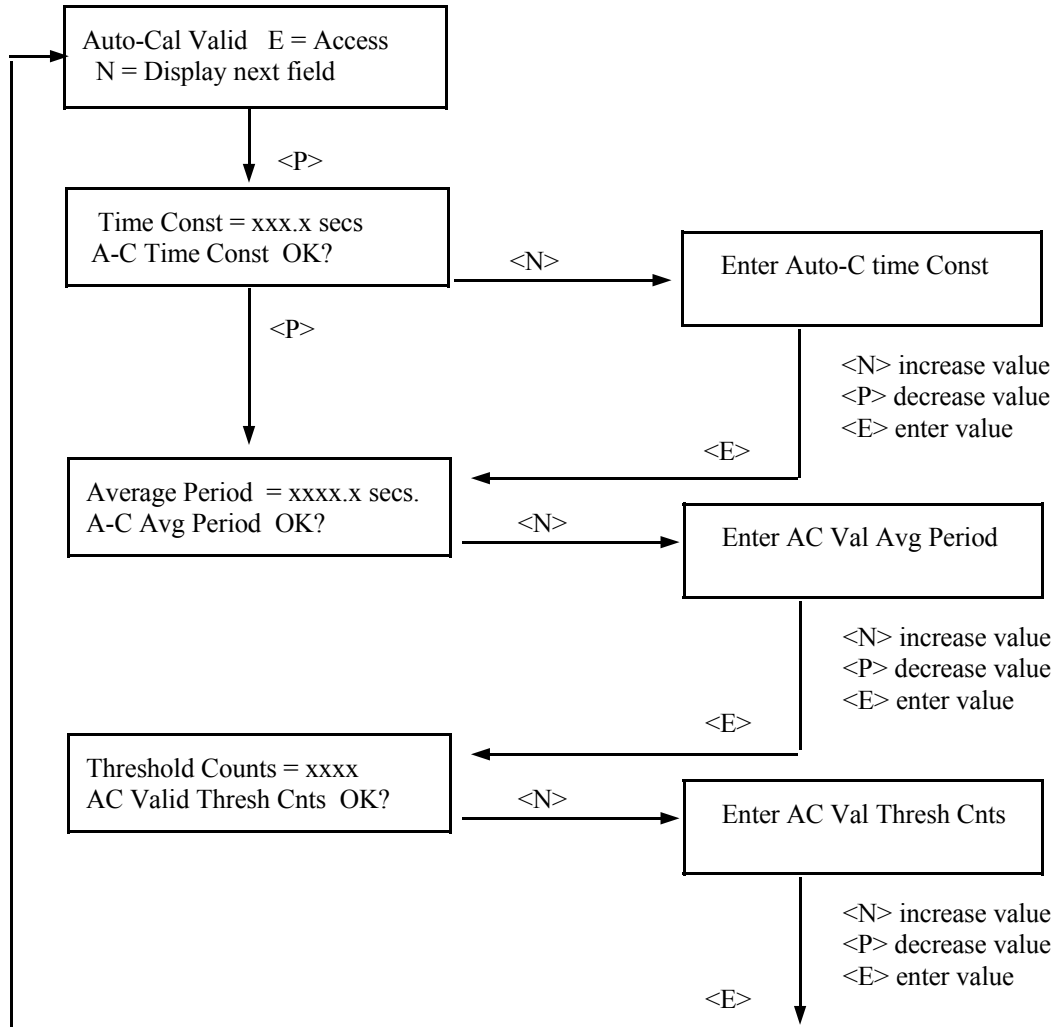 Auto-Cal Valid E = Access
N = Display next field
<P>
Time Const = xxx.x secs
A-C Time Const OK?
<N>
Enter Auto-C time Const
<P>
<N> increase value
<P> decrease value
<E> enter value
<E>
Average Period = xxxx.x secs.
A-C Avg Period OK?
<N>
Enter AC Val Avg Period
<N> increase value
<P> decrease value
<E> enter value
<E>
Threshold Counts = xxxx
AC Valid Thresh Cnts OK?
<N>
Enter AC Val Thresh Cnts
<N> increase value
<P> decrease value
<E> enter value
<E>